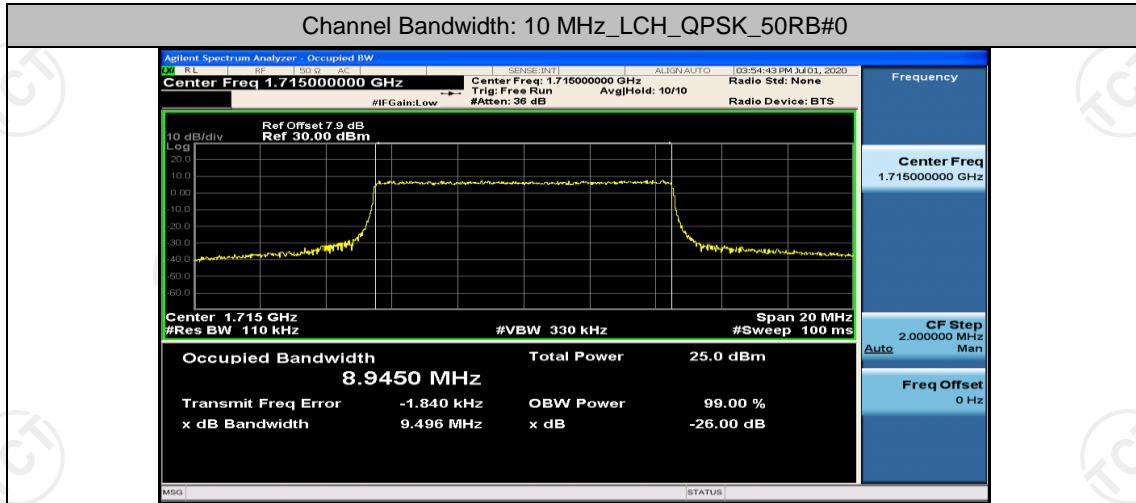 Channel Bandwidth: 10 MHz_LCH_QPSK_50RB#0
Agilent Spectrum Analyzer - Occupied BW
LXI RL RF 50 Ω AC SENSE:INT ALIGN AUTO 03:54:43 PM Jul 01, 2020
Center Freq 1.715000000 GHz Center Freq: 1.715000000 GHz Radio Std: None Frequency
Trig: Free Run Avg|Hold: 10/10
#IFGain:Low #Atten: 36 dB Radio Device: BTS
Ref Offset 7.9 dB
10 dB/div Ref 30.00 dBm
Log
20.0
10.0
0.00
-10.0
-20.0
-30.0
-40.0
-50.0
-60.0
Center Freq
1.715000000 GHz
Center 1.715 GHz Span 20 MHz
#Res BW 110 kHz #VBW 330 kHz #Sweep 100 ms
CF Step
2.000000 MHz
Auto Man
Occupied Bandwidth Total Power 25.0 dBm
8.9450 MHz
Freq Offset
0 Hz
Transmit Freq Error -1.840 kHz OBW Power 99.00 %
x dB Bandwidth 9.496 MHz x dB -26.00 dB
MSG STATUS
TCT
TCT
TCT
TCT